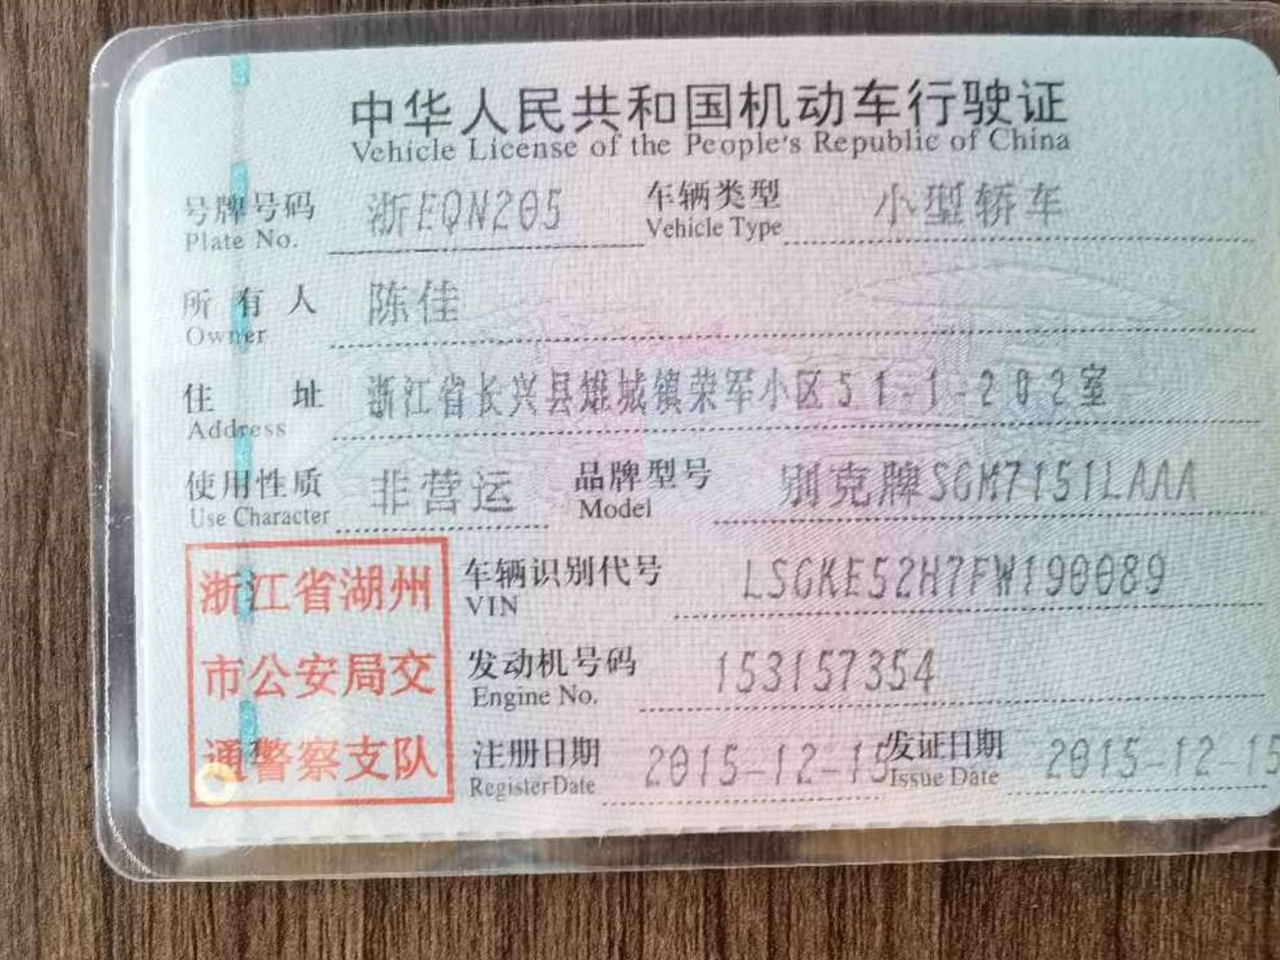 中华人民共和国机动车行驶证
Vehicle License of the People's Republic of China
号牌号码 浙EQN205 车辆类型 小型轿车
Plate No. Vehicle Type
所有人 陈佳
Owner
住址 浙江省长兴县雉城镇荣军小区51-1-202室
Address
使用性质 非营运 品牌型号 别克牌SGM7151LAAA
Use Character Model
浙江省湖州
市公安局交
通警察支队
车辆识别代号 LSGKE52H7FW190089
VIN
发动机号码 153157354
Engine No.
注册日期 2015-12-15 发证日期 2015-12-15
Register Date Issue Date